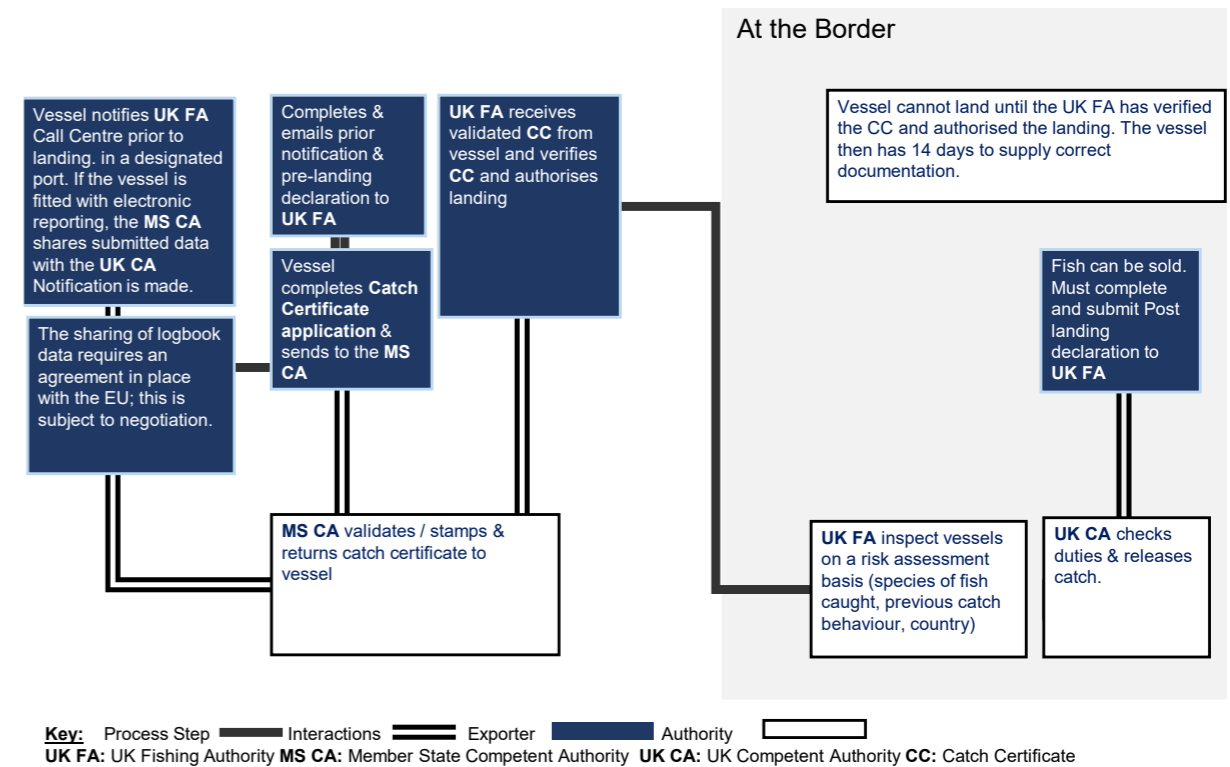 At the Border
Vessel notifies UK FA
Call Centre prior to
landing. in a designated
port. If the vessel is
fitted with electronic
reporting, the MS CA
shares submitted data
with the UK CA
Notification is made.
The sharing of logbook
data requires an
agreement in place
with the EU; this is
subject to negotiation.
Completes &
emails prior
notification &
pre-landing
declaration to
UK FA
Vessel
completes Catch
Certificate
application &
sends to the MS
CA
UK FA receives
validated CC from
vessel and verifies
CC and authorises
landing
MS CA validates / stamps &
returns catch certificate to
vessel
Vessel cannot land until the UK FA has verified
the CC and authorised the landing. The vessel
then has 14 days to supply correct
documentation.
Fish can be sold.
Must complete
and submit Post
landing
declaration to
UK FA
UK FA inspect vessels
on a risk assessment
basis (species of fish
caught, previous catch
behaviour, country)
UK CA checks
duties & releases
catch.
Key: Process Step Interactions Exporter Authority
UK FA: UK Fishing Authority MS CA: Member State Competent Authority UK CA: UK Competent Authority CC: Catch Certificate